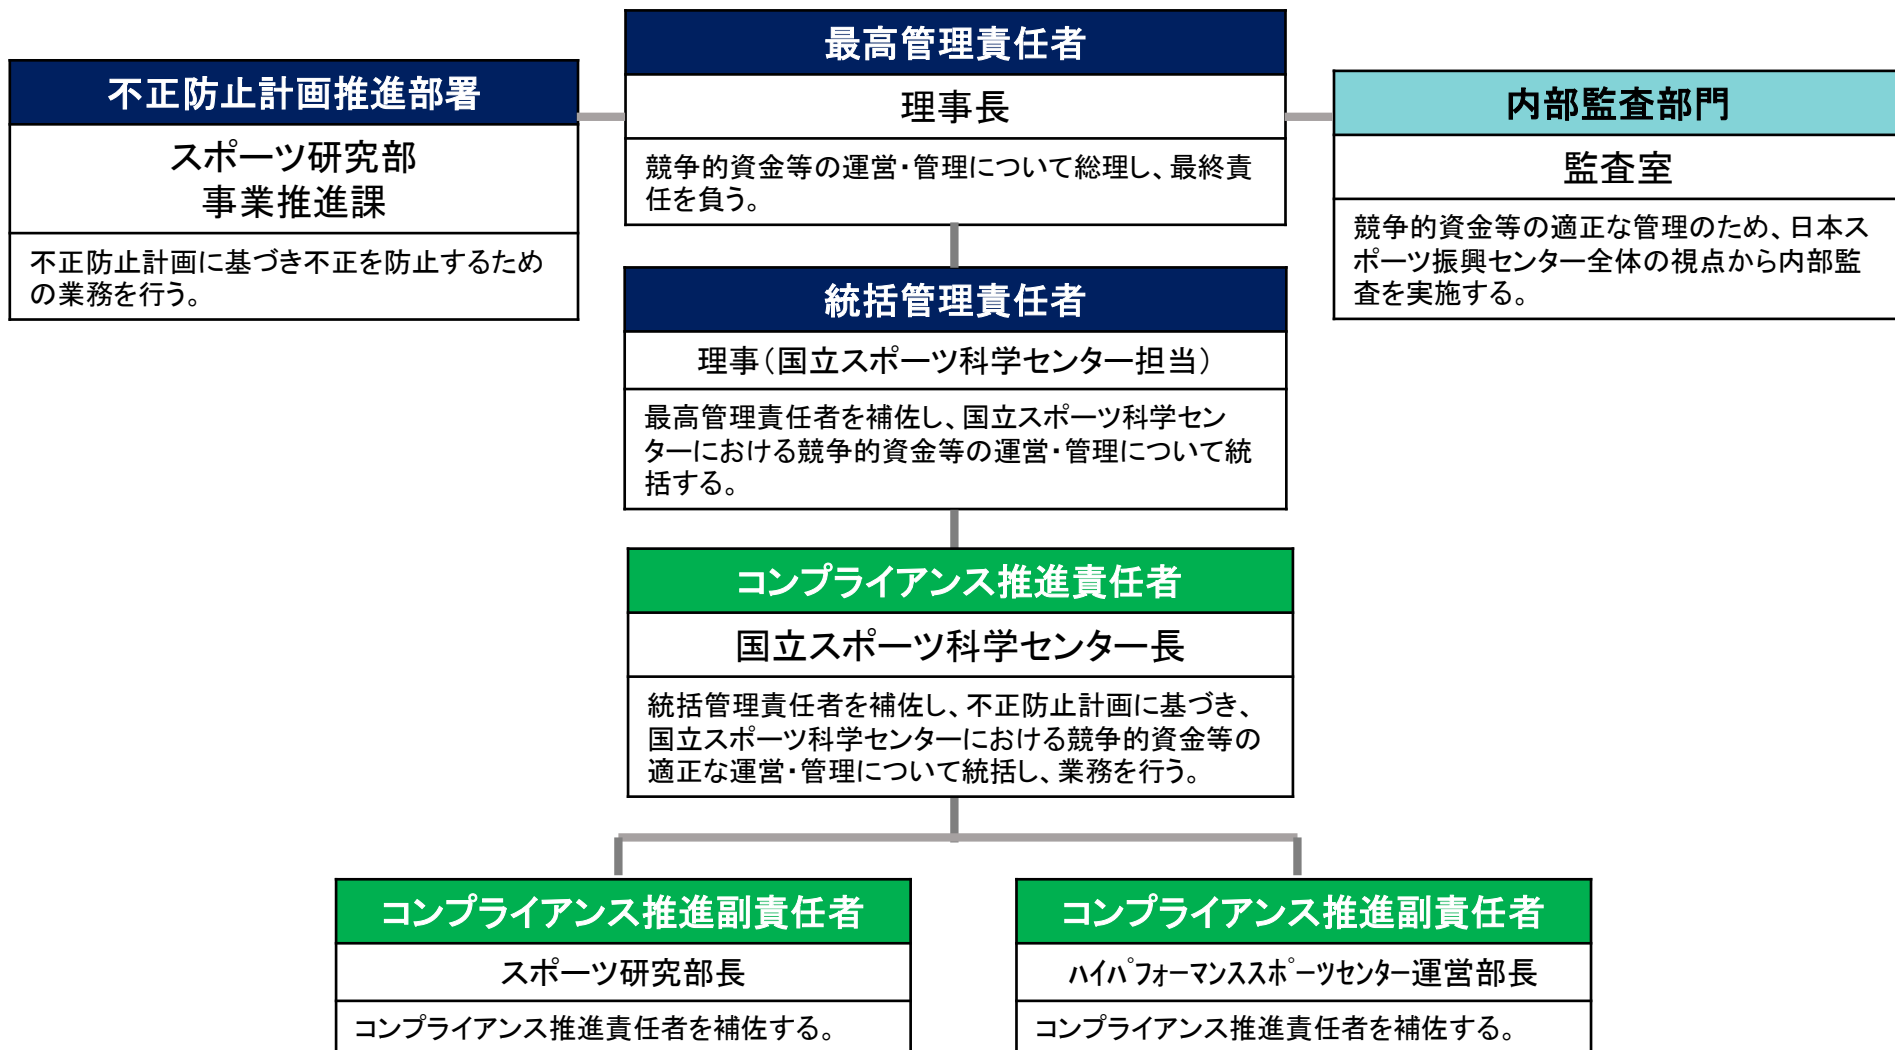 最高管理責任者
理事長
競争的資金等の運営・管理について総理し、最終責
任を負う。
不正防止計画推進部署
スポーツ研究部
事業推進課
不正防止計画に基づき不正を防止するため
の業務を行う。
内部監査部門
監査室
競争的資金等の適正な管理のため、日本ス
ポーツ振興センター全体の視点から内部監
査を実施する。
統括管理責任者
理事（国立スポーツ科学センター担当）
最高管理責任者を補佐し、国立スポーツ科学セン
ターにおける競争的資金等の運営・管理について統
括する。
コンプライアンス推進責任者
国立スポーツ科学センター長
統括管理責任者を補佐し、不正防止計画に基づき、
国立スポーツ科学センターにおける競争的資金等の
適正な運営・管理について統括し、業務を行う。
コンプライアンス推進副責任者
スポーツ研究部長
コンプライアンス推進責任者を補佐する。
コンプライアンス推進副責任者
ﾊｲﾊﾟﾌｫｰﾏﾝｽｽﾎﾟｰﾂｾﾝﾀｰ運営部長
コンプライアンス推進責任者を補佐する。